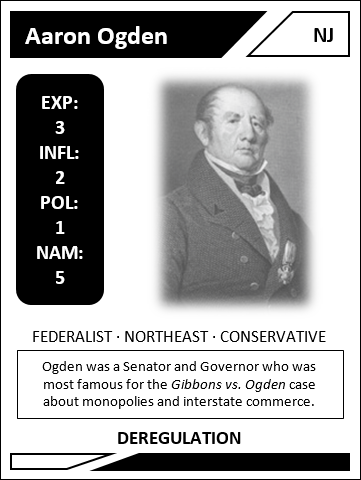 Aaron Ogden
NJ
EXP:
3
INFL:
2
POL:
1
NAM:
5
FEDERALIST · NORTHEAST · CONSERVATIVE
Ogden was a Senator and Governor who was
most famous for the Gibbons vs. Ogden case
about monopolies and interstate commerce.
DEREGULATION